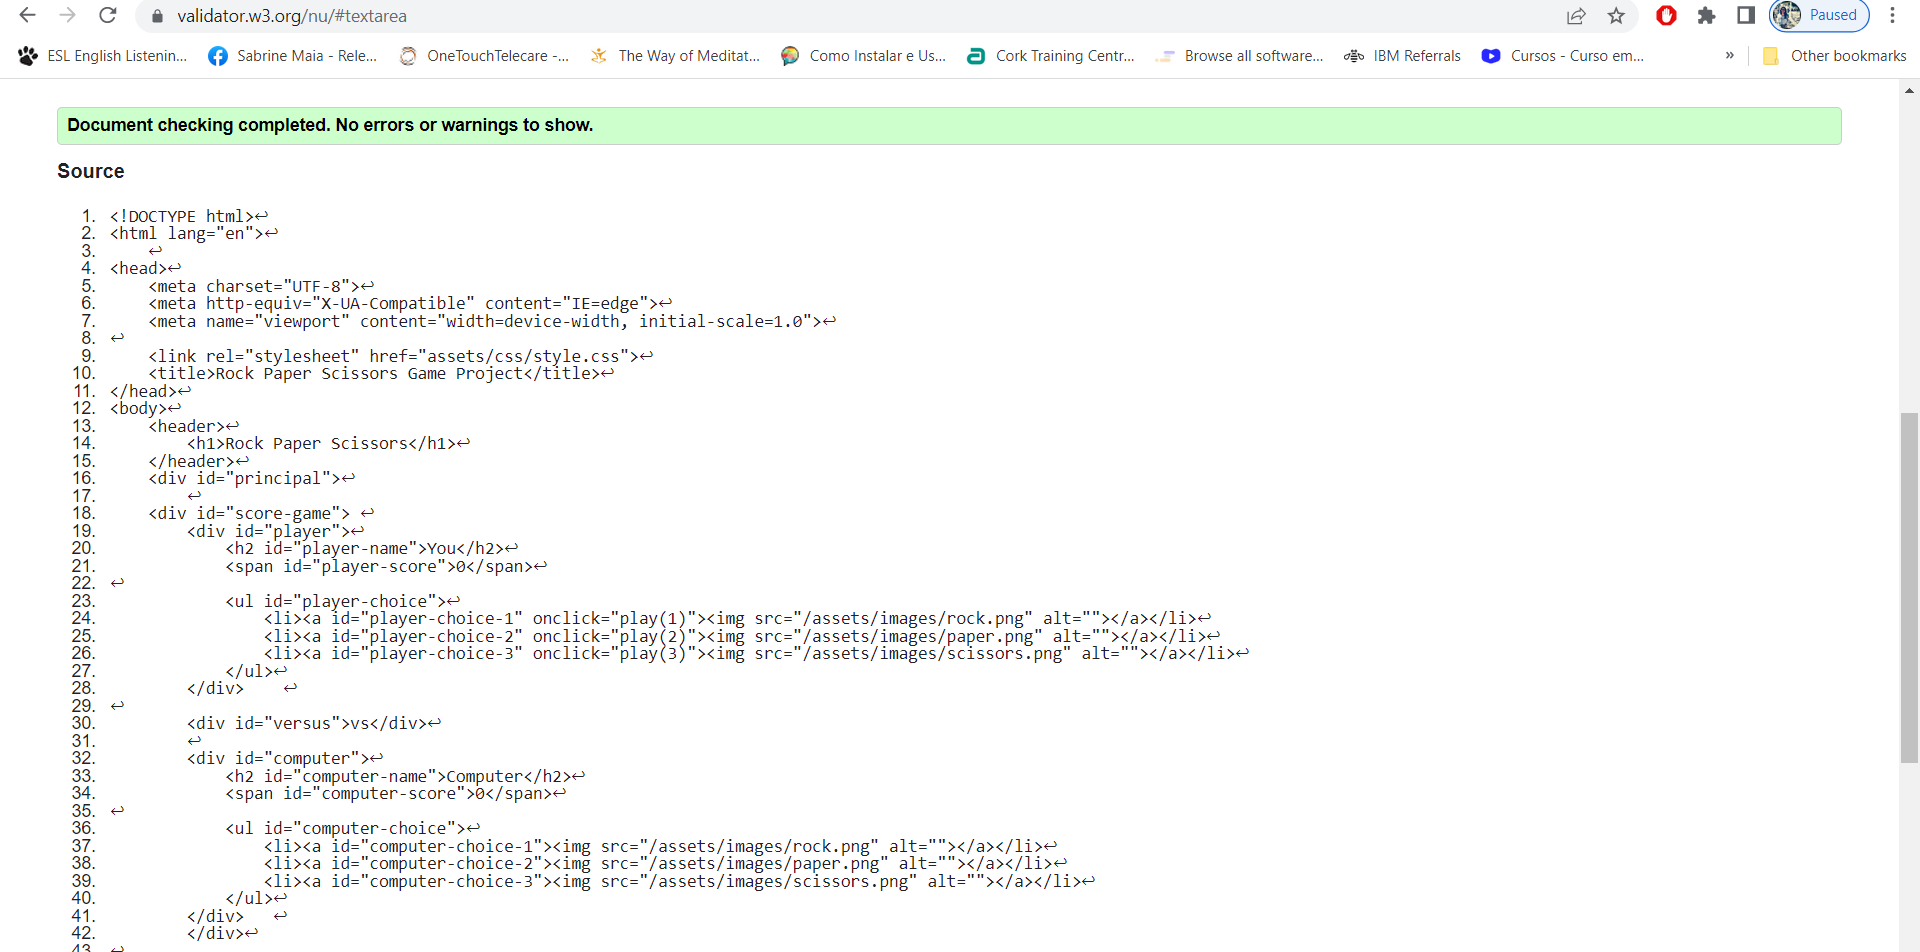 validator.w3.org/nu/#textarea
Paused
ESL English Listenin... Sabrine Maia - Rele... OneTouchTelecare -... The Way of Meditat... Como Instalar e Us... Cork Training Centr... Browse all software... IBM Referrals Cursos - Curso em... » Other bookmarks
Document checking completed. No errors or warnings to show.
Source
1. <!DOCTYPE html>↩
2. <html lang="en">↩
3. ↩
4. <head>↩
5. <meta charset="UTF-8">↩
6. <meta http-equiv="X-UA-Compatible" content="IE=edge">↩
7. <meta name="viewport" content="width=device-width, initial-scale=1.0">↩
8. ↩
9. <link rel="stylesheet" href="assets/css/style.css">↩
10. <title>Rock Paper Scissors Game Project</title>↩
11. </head>↩
12. <body>↩
13. <header>↩
14. <h1>Rock Paper Scissors</h1>↩
15. </header>↩
16. <div id="principal">↩
17. ↩
18. <div id="score-game"> ↩
19. <div id="player">↩
20. <h2 id="player-name">You</h2>↩
21. <span id="player-score">0</span>↩
22. ↩
23. <ul id="player-choice">↩
24. <li><a id="player-choice-1" onclick="play(1)"><img src="/assets/images/rock.png" alt=""></a></li>↩
25. <li><a id="player-choice-2" onclick="play(2)"><img src="/assets/images/paper.png" alt=""></a></li>↩
26. <li><a id="player-choice-3" onclick="play(3)"><img src="/assets/images/scissors.png" alt=""></a></li>↩
27. </ul>↩
28. </div> ↩
29. ↩
30. <div id="versus">vs</div>↩
31. ↩
32. <div id="computer">↩
33. <h2 id="computer-name">Computer</h2>↩
34. <span id="computer-score">0</span>↩
35. ↩
36. <ul id="computer-choice">↩
37. <li><a id="computer-choice-1"><img src="/assets/images/rock.png" alt=""></a></li>↩
38. <li><a id="computer-choice-2"><img src="/assets/images/paper.png" alt=""></a></li>↩
39. <li><a id="computer-choice-3"><img src="/assets/images/scissors.png" alt=""></a></li>↩
40. </ul>↩
41. </div> ↩
42. </div>↩
43. ↩